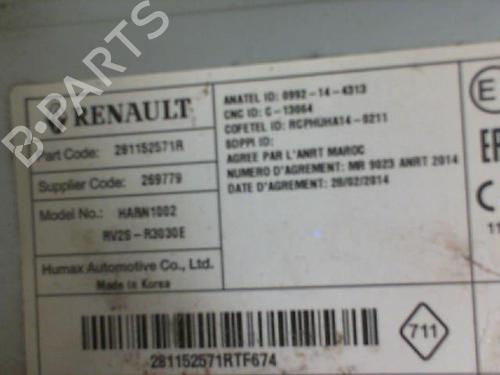 RENAULT
Part Code: 281152571R
Supplier Code: 269779
Model No.: HABN1002
RV2S-R3030E
Humax Automotive Co., Ltd.
Made in Korea
281152571RTF674
ANATEL ID: 0992-14-4313
CNC ID: C-13064
COFETEL ID: RCPHUHA14-0211
SDPPI ID:
AGREE PAR L'ANRT MAROC
NUMERO D'AGREMENT: MR 9023 ANRT 2014
DATE D'AGREMENT: 28/02/2014
E
711
B-PARTS